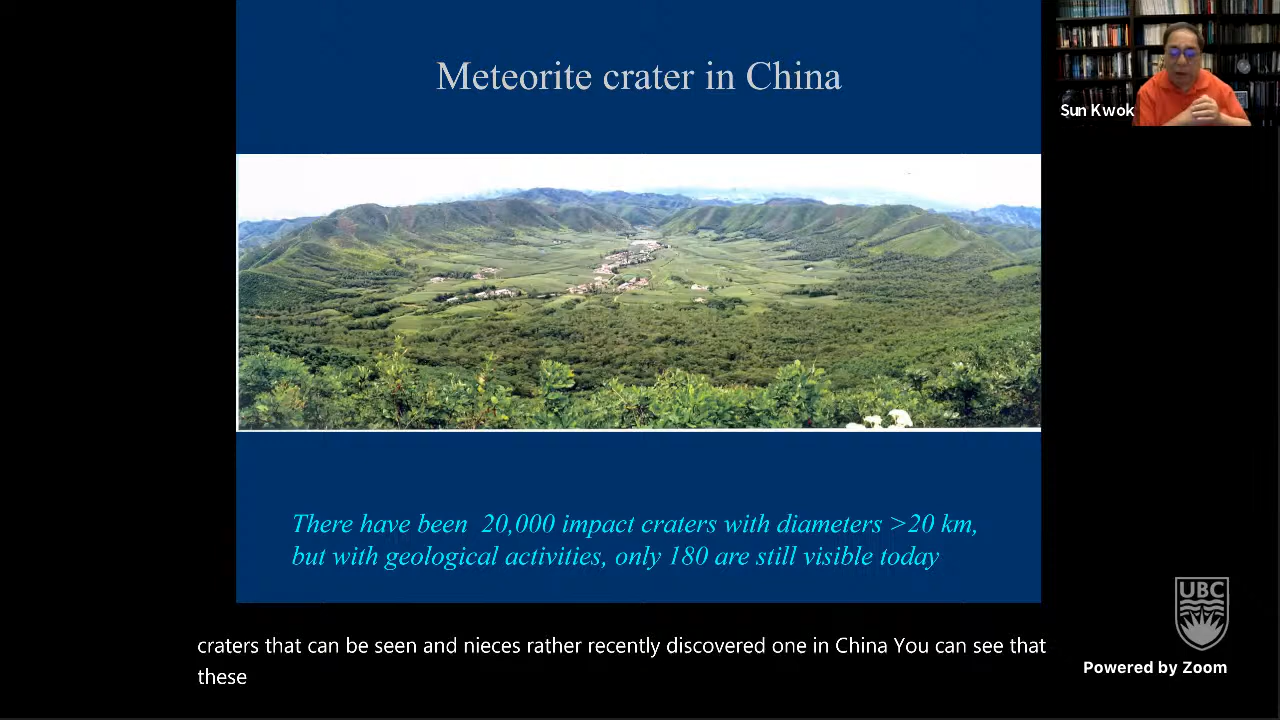 Meteorite crater in China
Sun Kwok
There have been 20,000 impact craters with diameters >20 km,
but with geological activities, only 180 are still visible today
UBC
craters that can be seen and nieces rather recently discovered one in China You can see that
these
Powered by Zoom